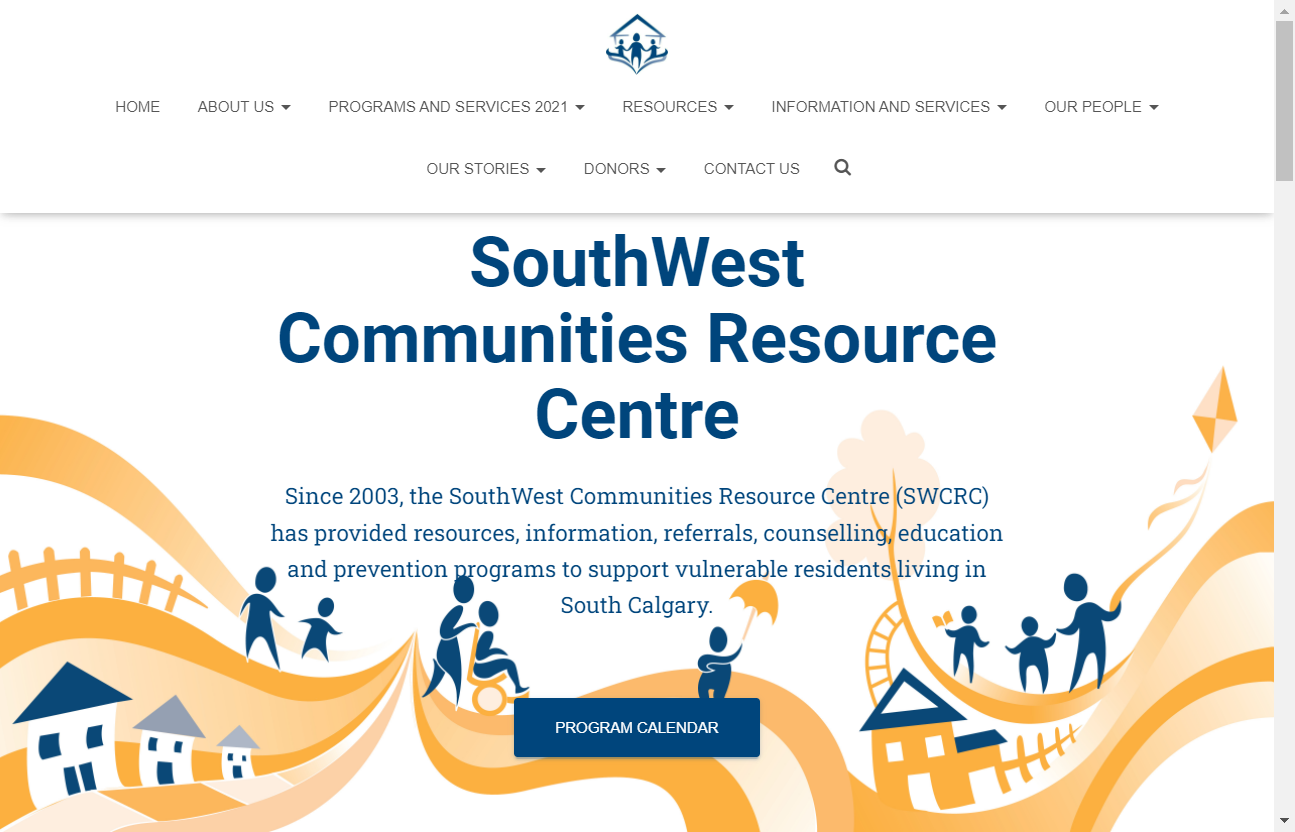 HOME ABOUT US PROGRAMS AND SERVICES 2021 RESOURCES INFORMATION AND SERVICES OUR PEOPLE
OUR STORIES DONORS CONTACT US
SouthWest
Communities Resource
Centre
Since 2003, the SouthWest Communities Resource Centre (SWCRC)
has provided resources, information, referrals, counselling, education
and prevention programs to support vulnerable residents living in
South Calgary.
PROGRAM CALENDAR